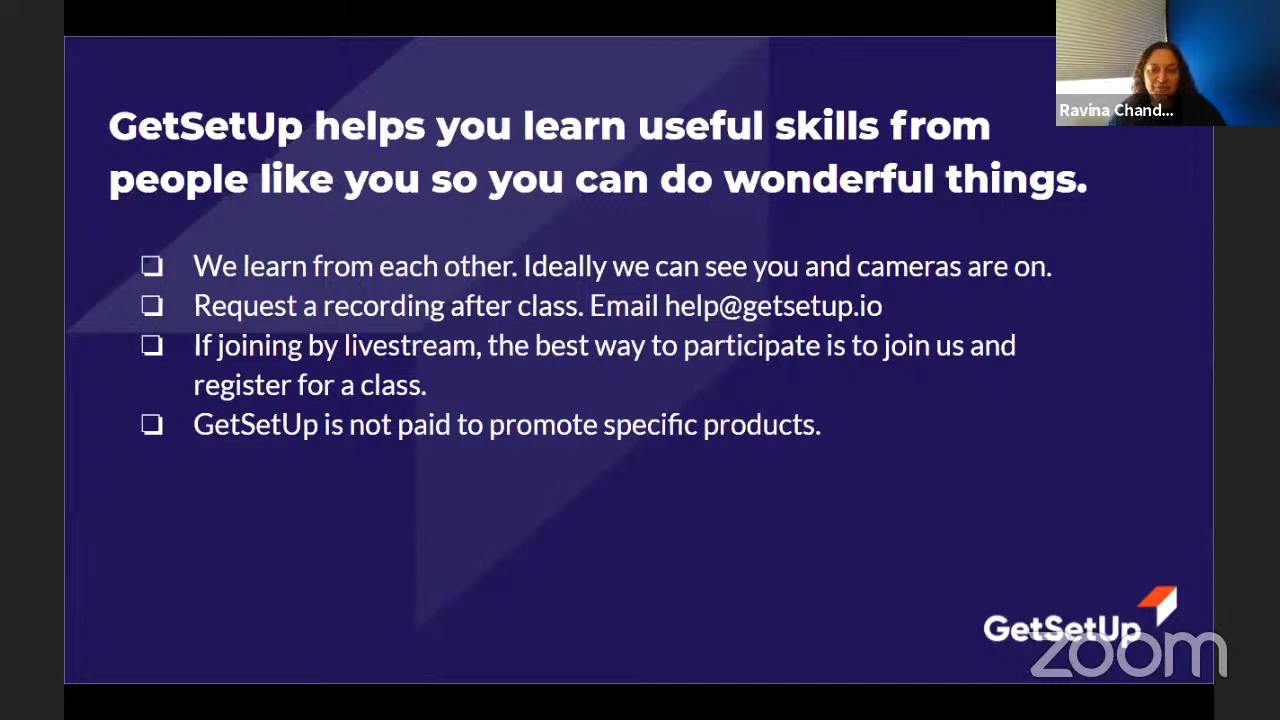 GetSetUp helps you learn useful skills from
people like you so you can do wonderful things.
Ravina Chand...
❏ We learn from each other. Ideally we can see you and cameras are on.
❏ Request a recording after class. Email help@getsetup.io
❏ If joining by livestream, the best way to participate is to join us and
register for a class.
❏ GetSetUp is not paid to promote specific products.
GetSetUp
zoom